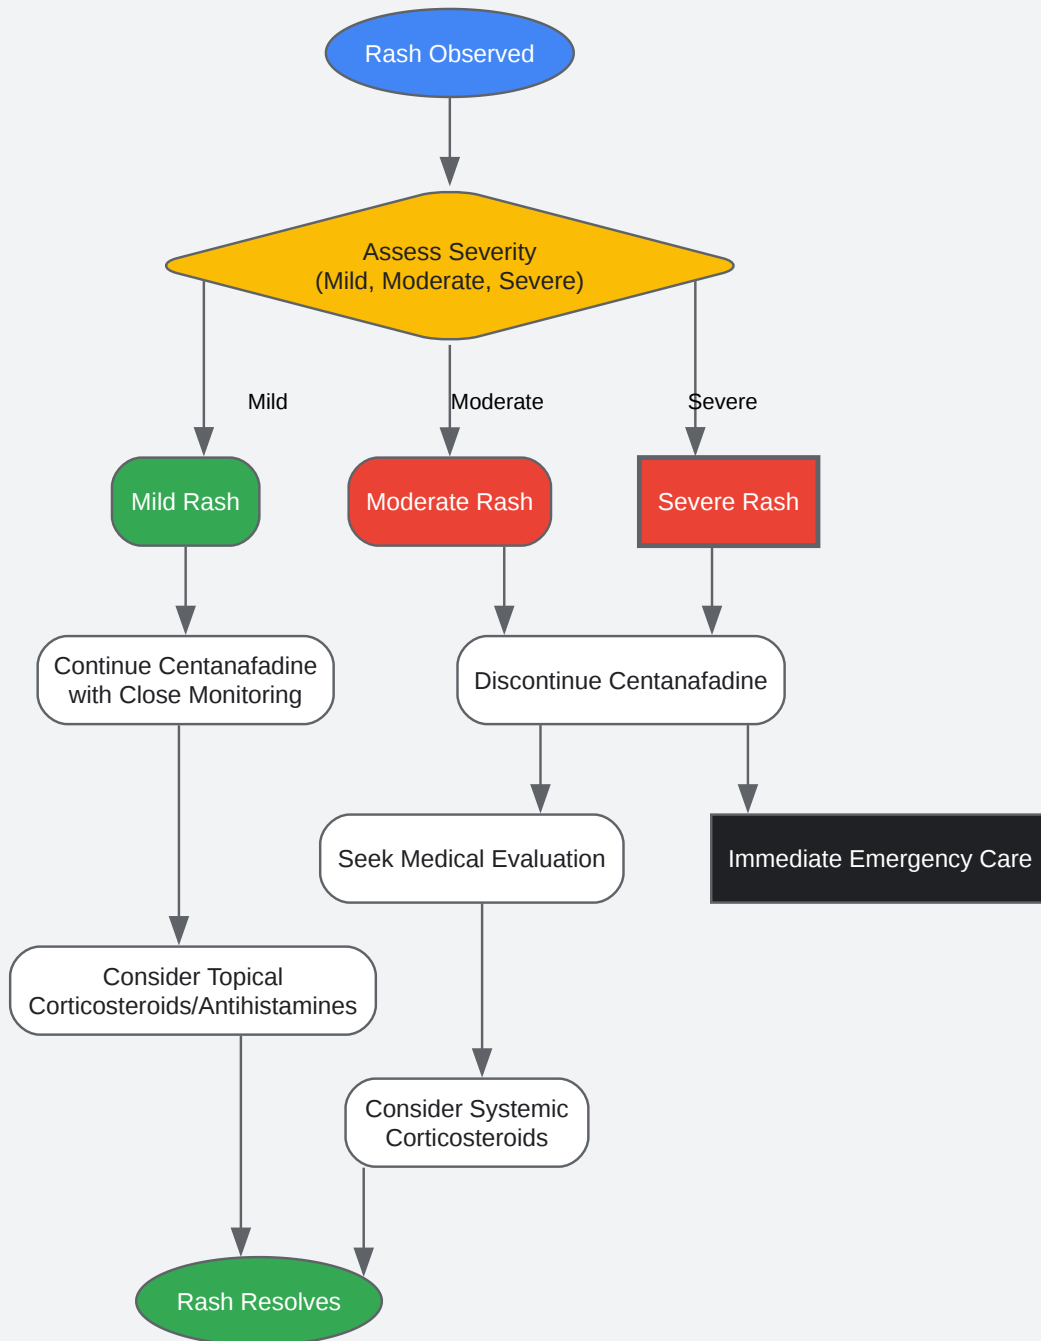 Rash Observed
Assess Severity
(Mild, Moderate, Severe)
Mild
Moderate
Severe
Mild Rash
Moderate Rash
Severe Rash
Continue Centanafadine
with Close Monitoring
Discontinue Centanafadine
Seek Medical Evaluation
Immediate Emergency Care
Consider Topical
Corticosteroids/Antihistamines
Consider Systemic
Corticosteroids
Rash Resolves